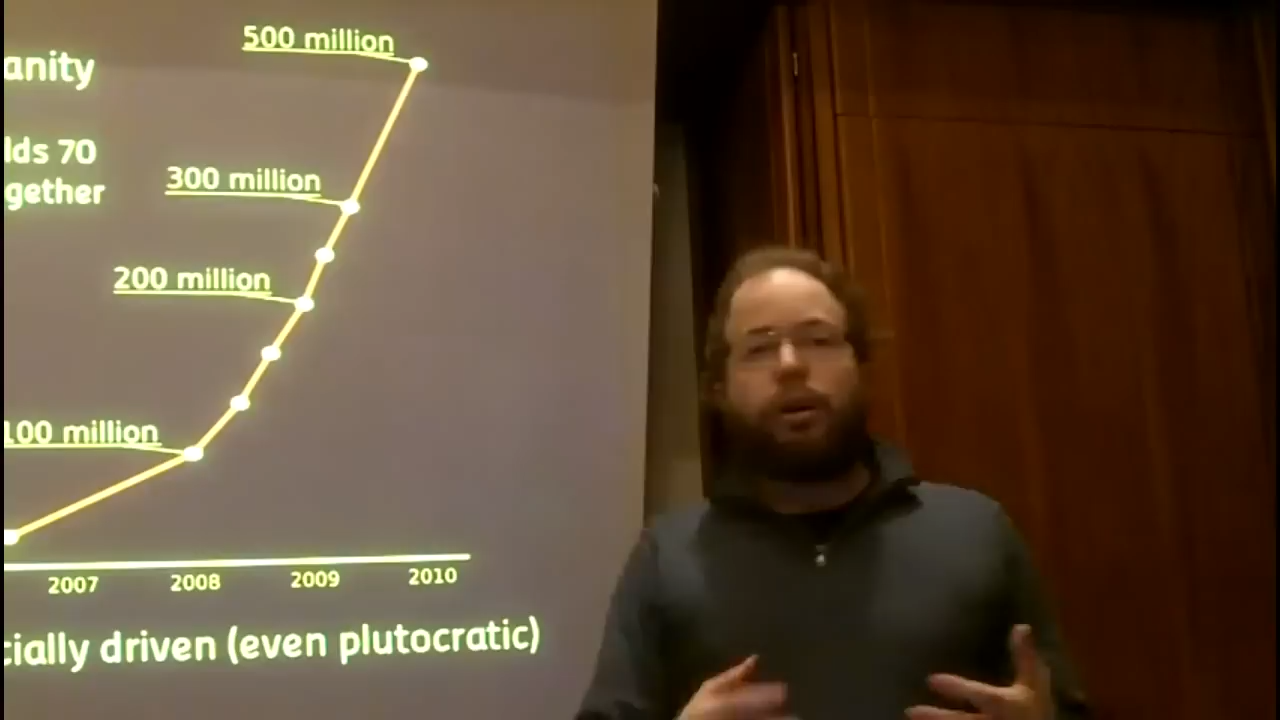 500 million
anity
lds 70
gether
300 million
200 million
100 million
2007 2008 2009 2010
cially driven (even plutocratic)